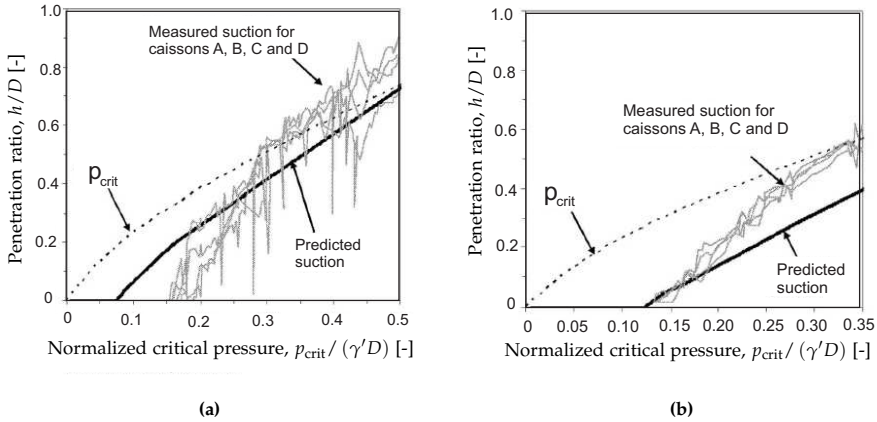 1.0
0.8
0.6
0.4
0.2
0
Penetration ratio, h/D [-]
Measured suction for
caissons A, B, C and D
p_crit
Predicted
suction
0 0.1 0.2 0.3 0.4 0.5
Normalized critical pressure, p_crit / (γ′D) [-]
(a)
1.0
0.8
0.6
0.4
0.2
0
Penetration ratio, h/D [-]
Measured suction for
caissons A, B, C and D
p_crit
Predicted
suction
0 0.05 0.10 0.15 0.20 0.25 0.30 0.35
Normalized critical pressure, p_crit / (γ′D) [-]
(b)